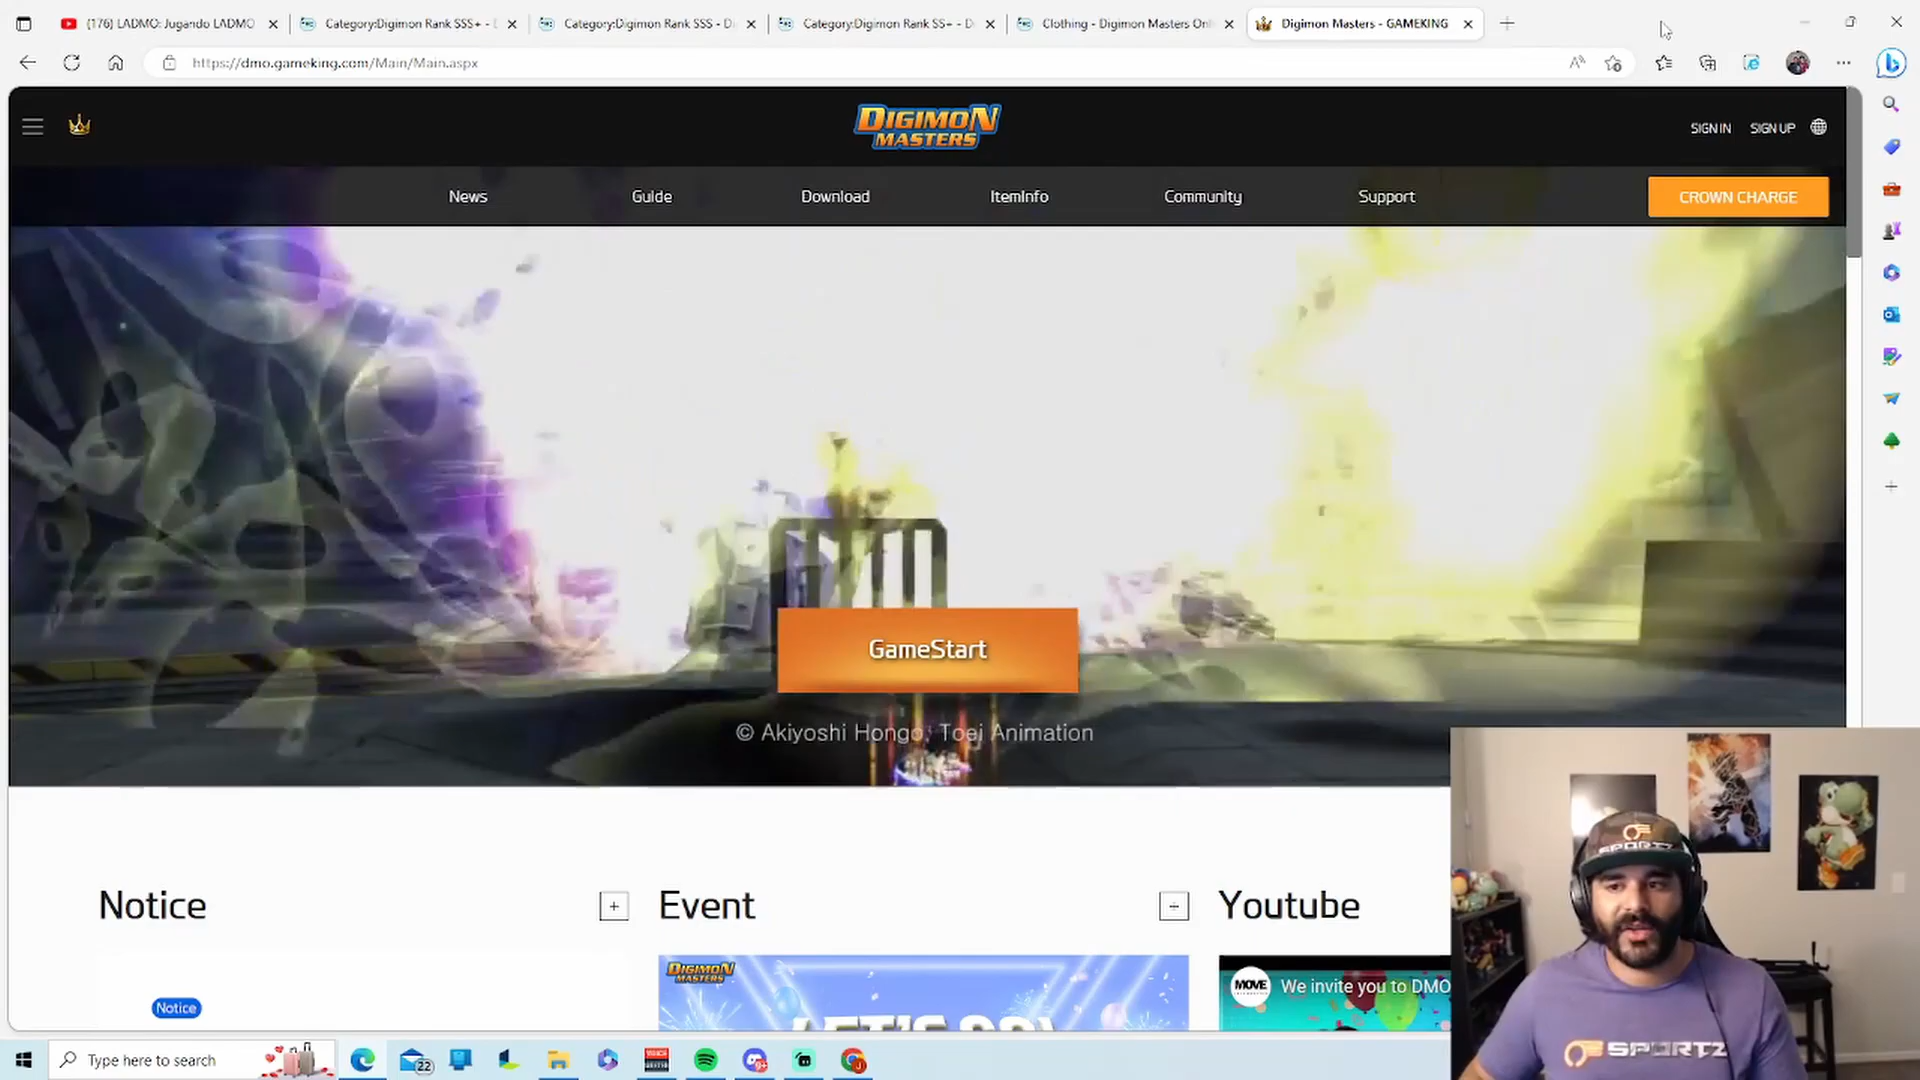 (176) LADMO: Jugando LADMO
Category:Digimon Rank SSS+ -
Category:Digimon Rank SSS - Di
Category:Digimon Rank SS+ - D
Clothing - Digimon Masters Onl
Digimon Masters - GAMEKING
https://dmo.gameking.com/Main/Main.aspx
DIGIMON
MASTERS
SIGN IN
SIGN UP
News
Guide
Download
ItemInfo
Community
Support
CROWN CHARGE
GameStart
© Akiyoshi Hongo, Toei Animation
Notice
Event
Youtube
Notice
DIGIMON
MASTERS
LET'S GO!
MOVE
We invite you to DMO
SPORTZ
SPORTZ
Type here to search
22